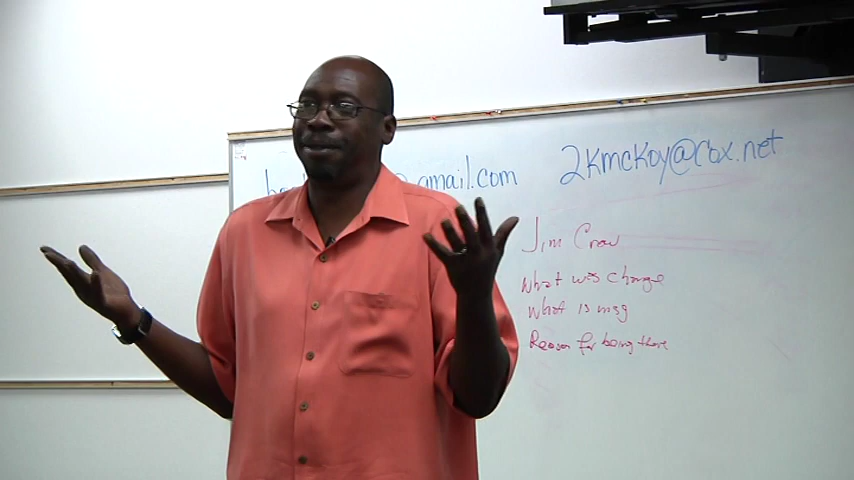 @gmail.com
2kmckoy@cox.net
Jim Crow
What was change
What is msg
Reason for being there